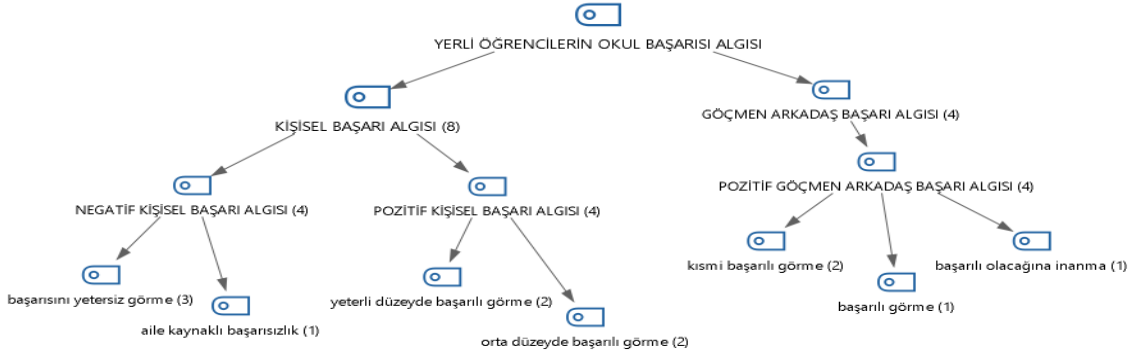 YERLİ ÖĞRENCİLERİN OKUL BAŞARISI ALGISI
KİŞİSEL BAŞARI ALGISI (8)
GÖÇMEN ARKADAŞ BAŞARI ALGISI (4)
NEGATİF KİŞİSEL BAŞARI ALGISI (4)
POZİTİF KİŞİSEL BAŞARI ALGISI (4)
POZİTİF GÖÇMEN ARKADAŞ BAŞARI ALGISI (4)
başarısını yetersiz görme (3)
aile kaynaklı başarısızlık (1)
yeterli düzeyde başarılı görme (2)
orta düzeyde başarılı görme (2)
kısmi başarılı görme (2)
başarılı görme (1)
başarılı olacağına inanma (1)